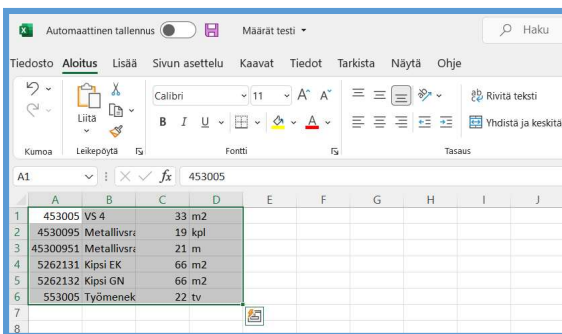 Automaattinen tallennus Määrät testi Haku
Tiedosto Aloitus Lisää Sivun asettelu Kaavat Tiedot Tarkista Näytä Ohje
Liitä Calibri 11 A^ A˅ ab Rivitä teksti
B I U A Yhdistä ja keskitä
Kumoa Leikepöytä Fontti Tasaus
A1 fx 453005
A B C D E F G H I J
1 453005 VS 4 33 m2
2 4530095 Metallivsra 19 kpl
3 45300951 Metallivsra 21 m
4 5262131 Kipsi EK 66 m2
5 5262132 Kipsi GN 66 m2
6 553005 Työmenek 22 tv
7
8